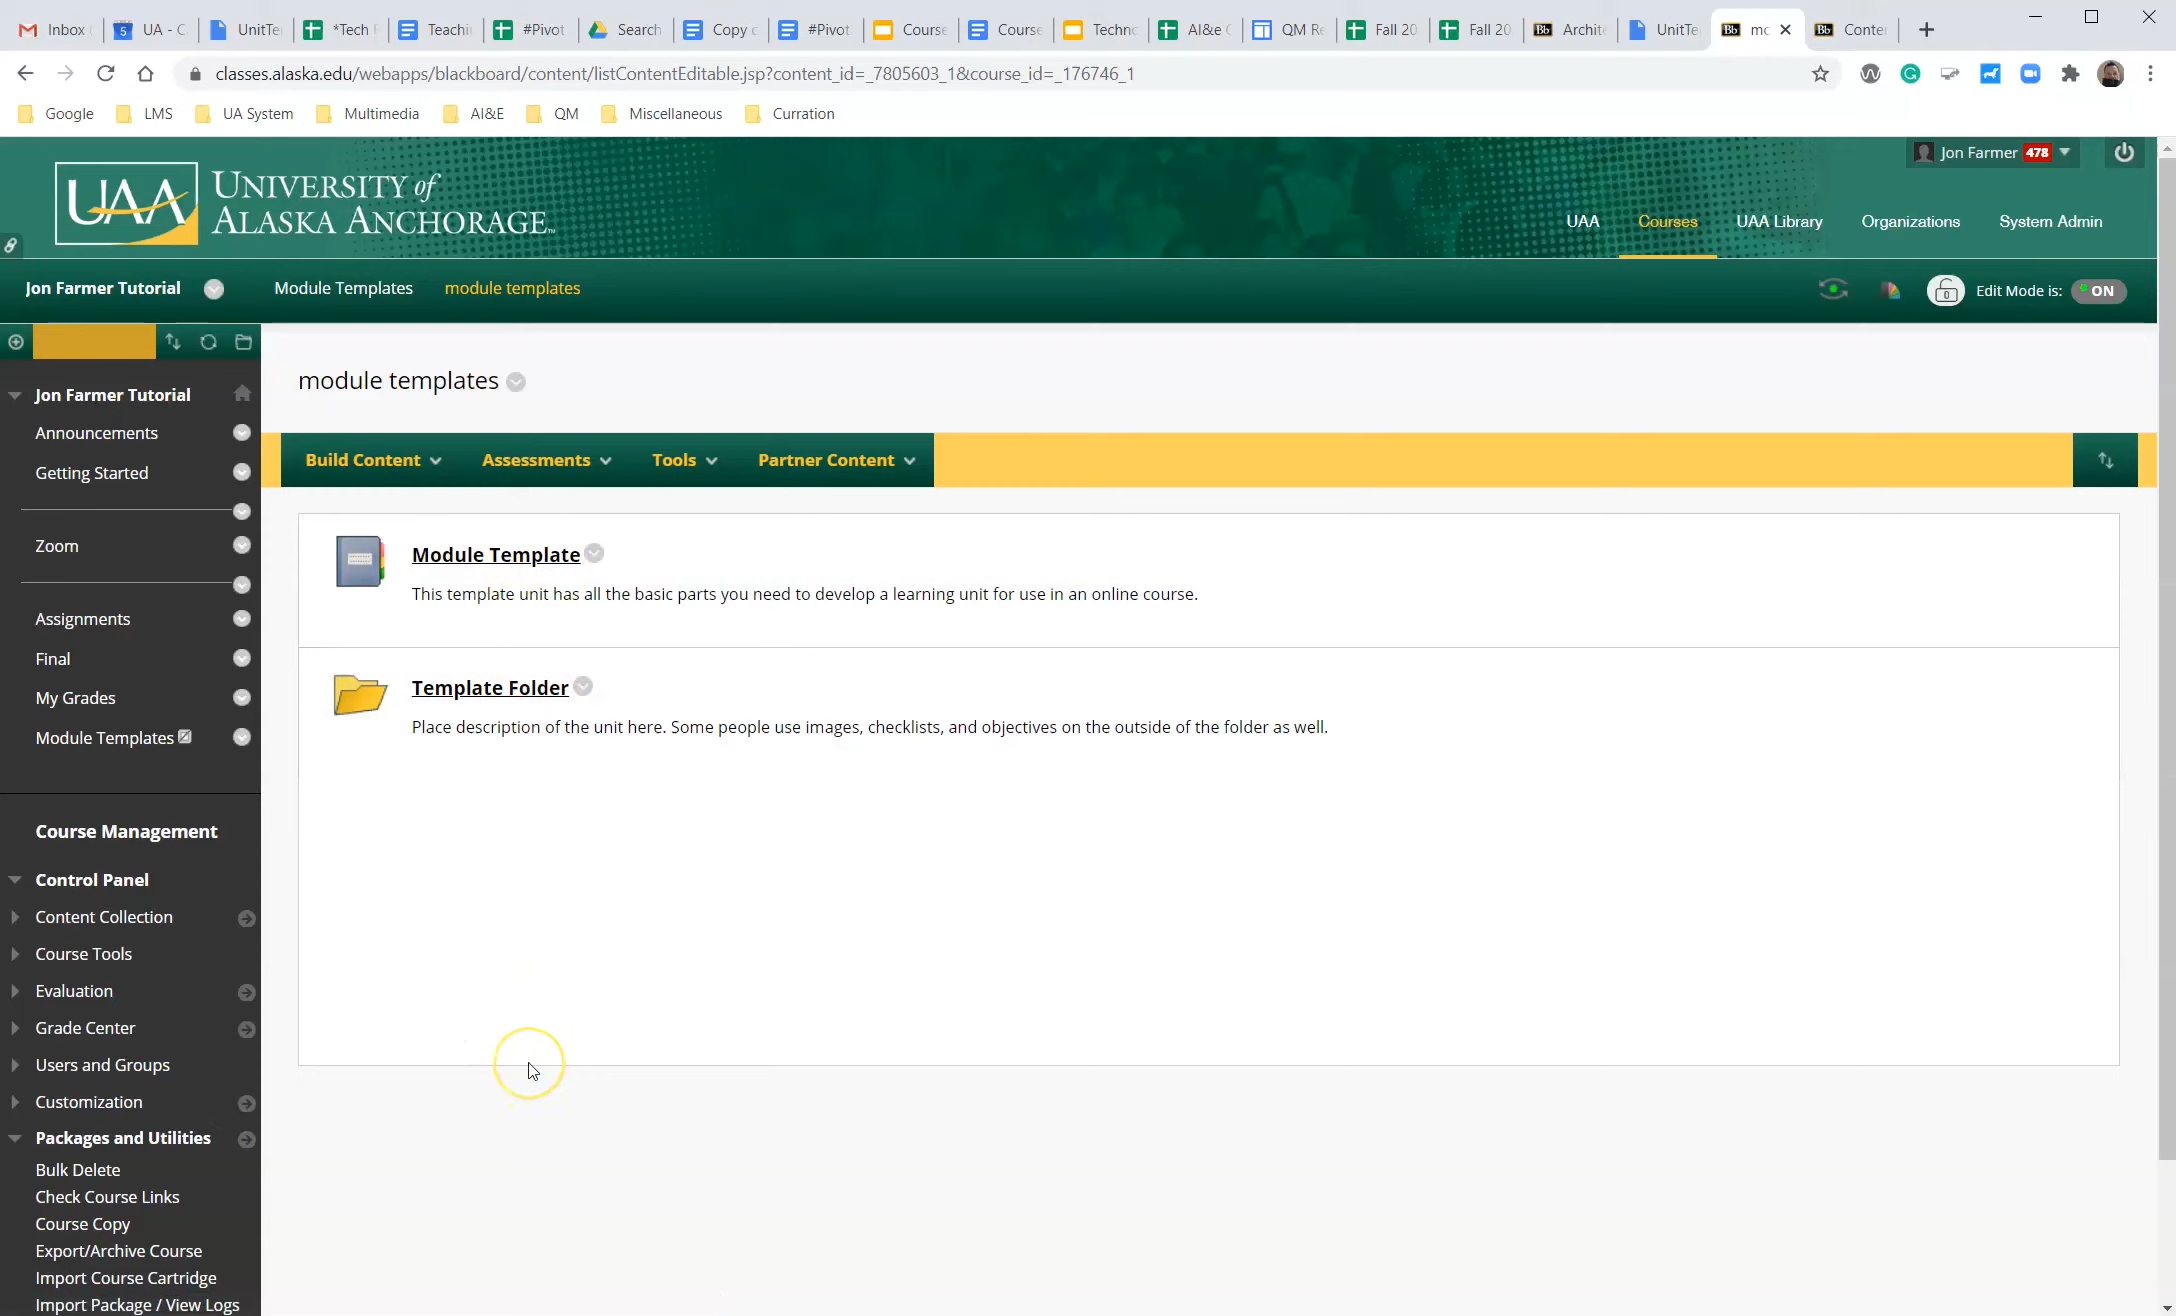 Inbox
UA - C
UnitTe
*Tech P
Teachi
#Pivot
Search
Copy o
#Pivot
Course
Course
Techno
AI&e C
QM Re
Fall 20
Fall 20
Archite
UnitTe
mo
Conten
classes.alaska.edu/webapps/blackboard/content/listContentEditable.jsp?content_id=_7805603_1&course_id=_176746_1
Google
LMS
UA System
Multimedia
AI&E
QM
Miscellaneous
Curration
UAA
UNIVERSITY of
ALASKA ANCHORAGE
Jon Farmer 478
UAA
Courses
UAA Library
Organizations
System Admin
Jon Farmer Tutorial
Module Templates
module templates
Edit Mode is: ON
Jon Farmer Tutorial
Announcements
Getting Started
Zoom
Assignments
Final
My Grades
Module Templates
Course Management
Control Panel
Content Collection
Course Tools
Evaluation
Grade Center
Users and Groups
Customization
Packages and Utilities
Bulk Delete
Check Course Links
Course Copy
Export/Archive Course
Import Course Cartridge
Import Package / View Logs
module templates
Build Content
Assessments
Tools
Partner Content
Module Template
This template unit has all the basic parts you need to develop a learning unit for use in an online course.
Template Folder
Place description of the unit here. Some people use images, checklists, and objectives on the outside of the folder as well.